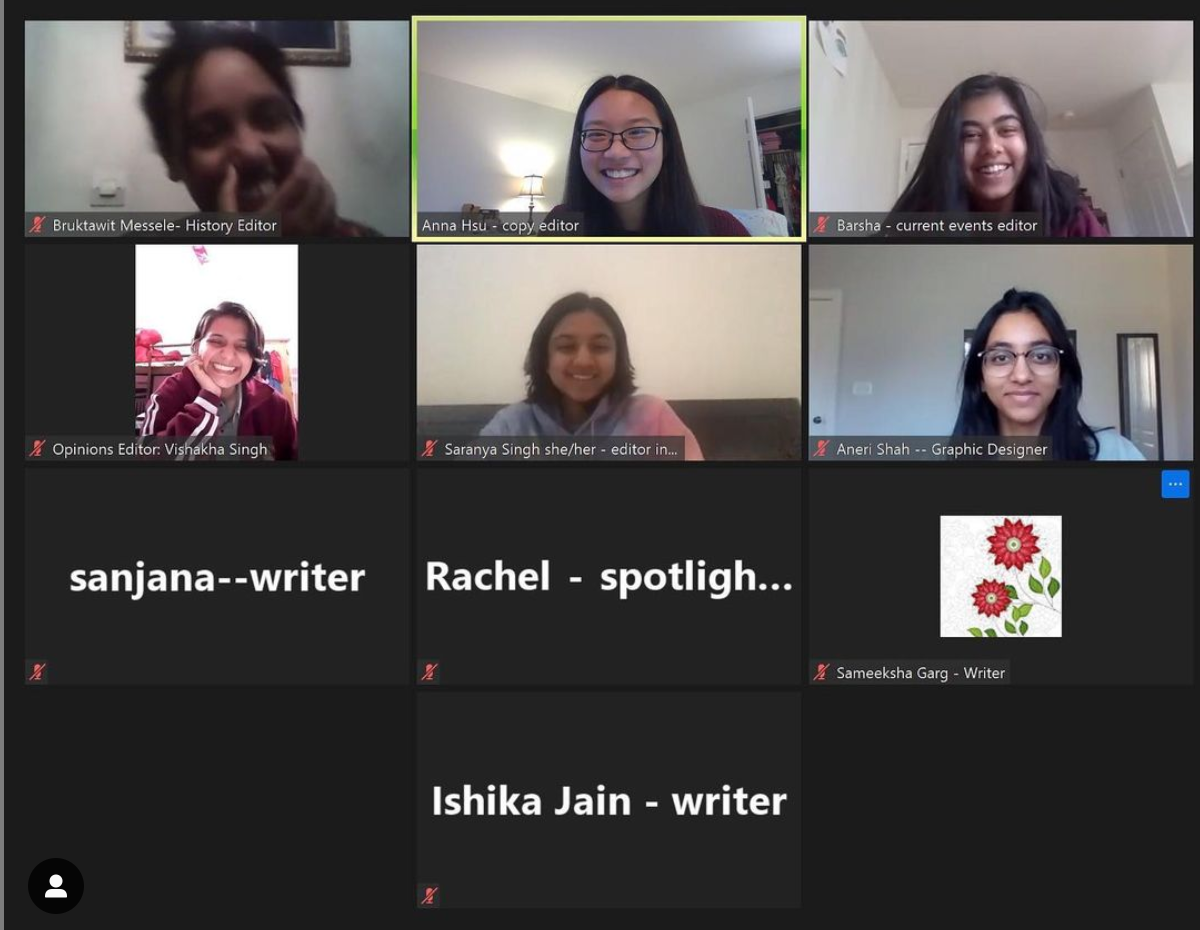 Bruktawit Messele- History Editor
Anna Hsu - copy editor
Barsha - current events editor
Opinions Editor: Vishakha Singh
Saranya Singh she/her - editor in...
Aneri Shah -- Graphic Designer
sanjana--writer
Rachel - spotligh...
Sameeksha Garg - Writer
Ishika Jain - writer